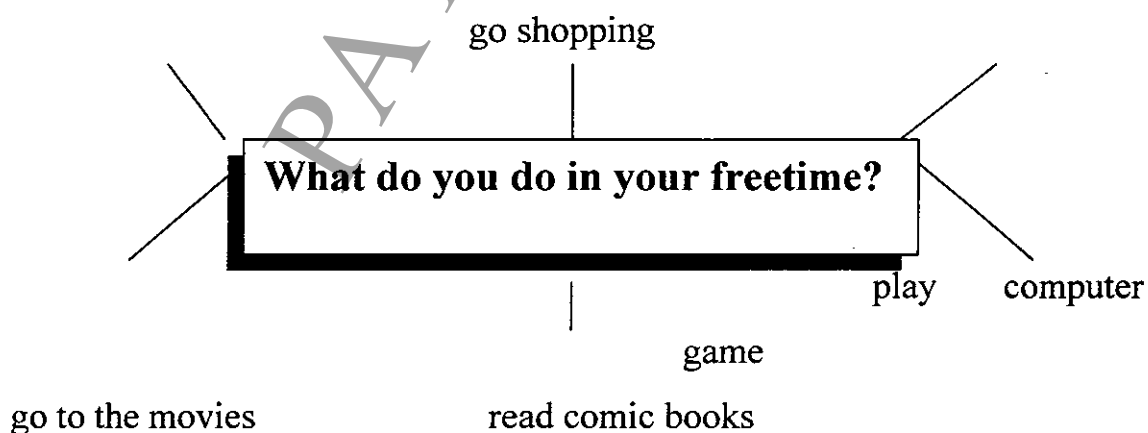 go shopping
PA
What do you do in your freetime?
play computer
game
go to the movies read comic books